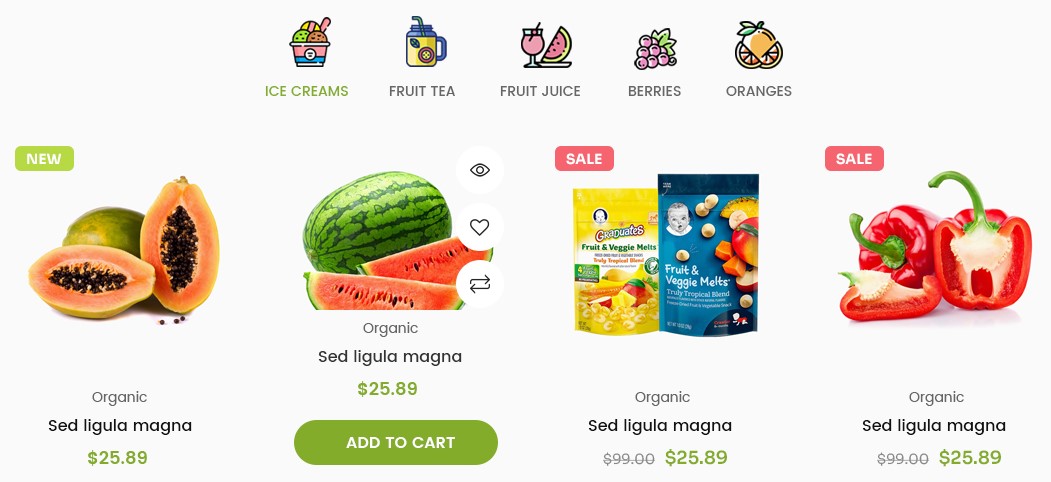 ICE CREAMS
FRUIT TEA
FRUIT JUICE
BERRIES
ORANGES
NEW
SALE
SALE
Graduates
Fruit & Veggie Melts
Truly Tropical Blend
Fruit &
Veggie Melts
Truly Tropical Blend
Organic
Sed ligula magna
$25.89
ADD TO CART
Organic
Sed ligula magna
$25.89
Organic
Sed ligula magna
$99.00 $25.89
Organic
Sed ligula magna
$99.00 $25.89